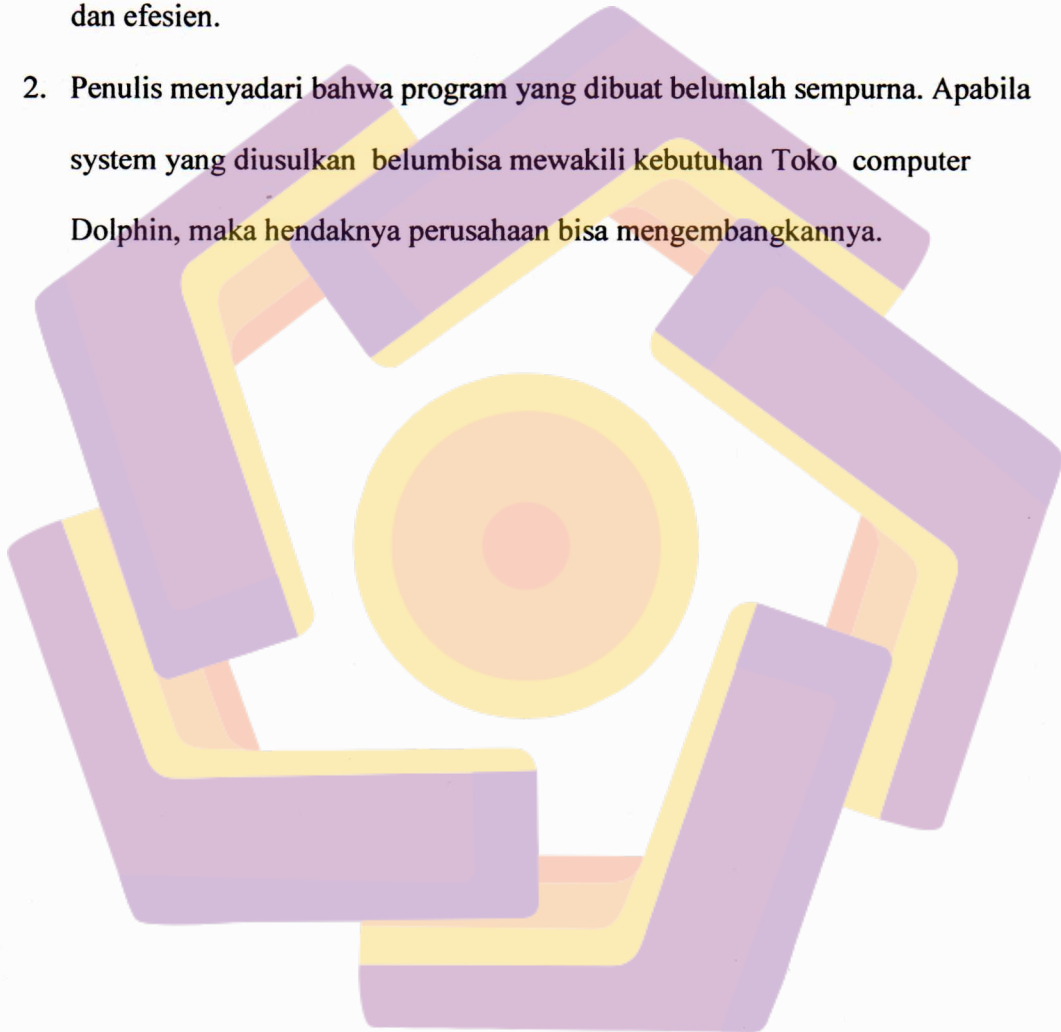 dan efesien.
2. Penulis menyadari bahwa program yang dibuat belumlah sempurna. Apabila
system yang diusulkan belumbisa mewakili kebutuhan Toko computer
Dolphin, maka hendaknya perusahaan bisa mengembangkannya.